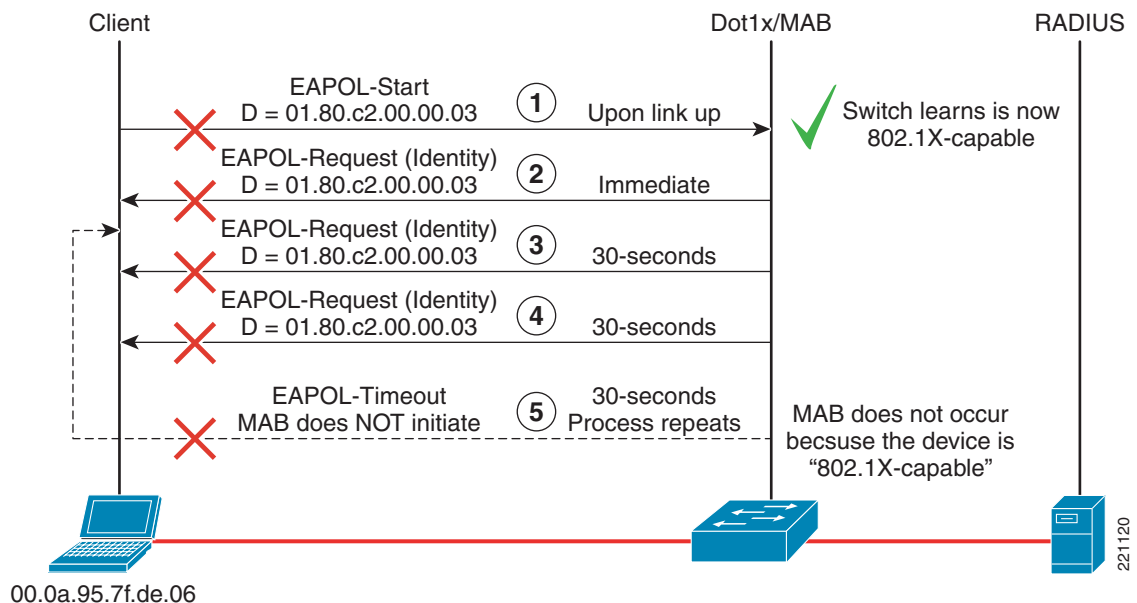 Client
Dot1x/MAB
RADIUS
EAPOL-Start
D = 01.80.c2.00.00.03
1
Upon link up
Switch learns is now
802.1X-capable
EAPOL-Request (Identity)
D = 01.80.c2.00.00.03
2
Immediate
EAPOL-Request (Identity)
D = 01.80.c2.00.00.03
3
30-seconds
EAPOL-Request (Identity)
D = 01.80.c2.00.00.03
4
30-seconds
EAPOL-Timeout
MAB does NOT initiate
5
30-seconds
Process repeats
MAB does not occur
becsuse the device is
“802.1X-capable”
00.0a.95.7f.de.06
221120